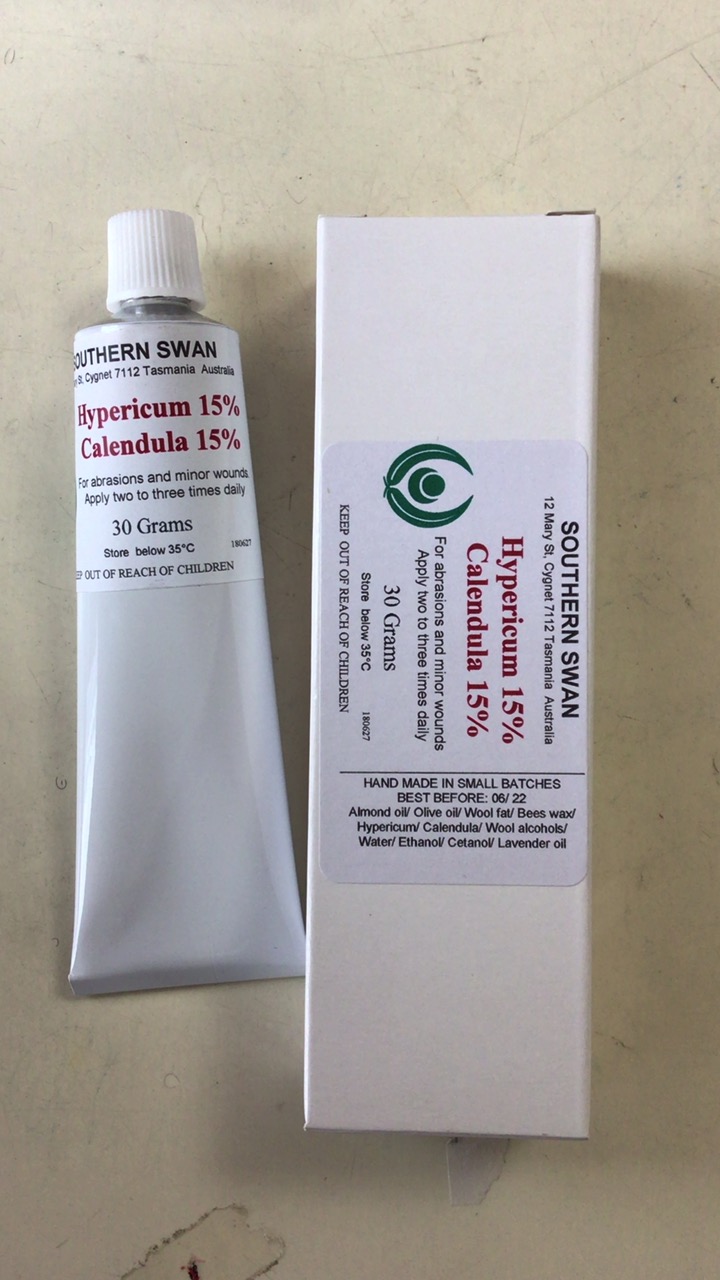 OUTHERN SWAN
St. Cygnet 7112 Tasmania Australia
Hypericum 15%
Calendula 15%
For abrasions and minor wounds
Apply two to three times daily
30 Grams
Store below 35°C 180627
EP OUT OF REACH OF CHILDREN
SOUTHERN SWAN
12 Mary St, Cygnet 7112 Tasmania Australia
Hypericum 15%
Calendula 15%
For abrasions and minor wounds
Apply two to three times daily
30 Grams
Store below 35°C 180627
KEEP OUT OF REACH OF CHILDREN
HAND MADE IN SMALL BATCHES
BEST BEFORE: 06/ 22
Almond oil/ Olive oil/ Wool fat/ Bees wax/
Hypericum/ Calendula/ Wool alcohols/
Water/ Ethanol/ Cetanol/ Lavender oil